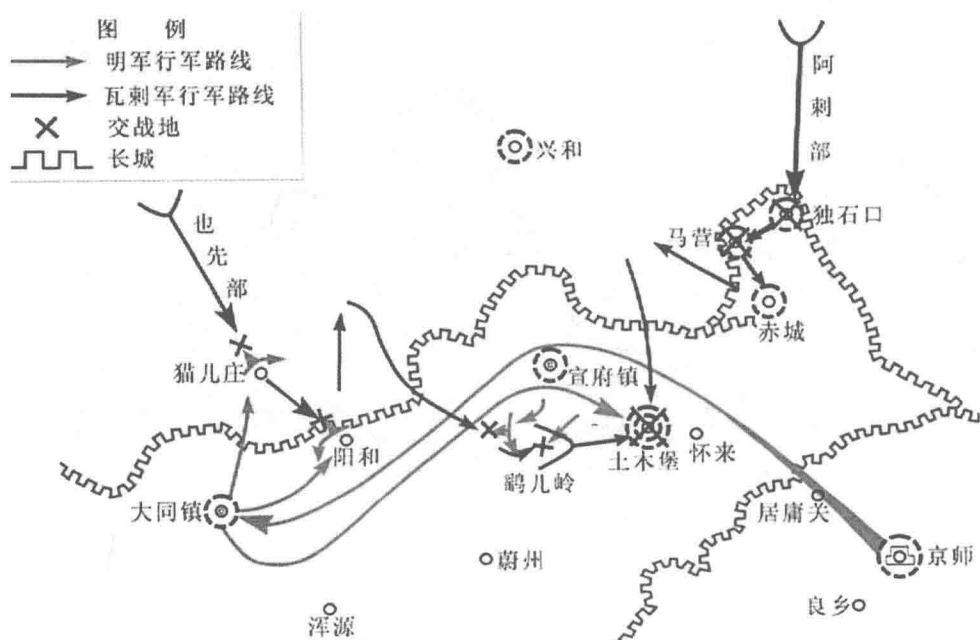 图 例
明军行军路线
瓦剌军行军路线
交战地
长城
阿剌部
兴和
独石口
马营
也先部
赤城
猫儿庄
宣府镇
阳和
土木堡
怀来
鹞儿岭
大同镇
居庸关
蔚州
京师
良乡
浑源